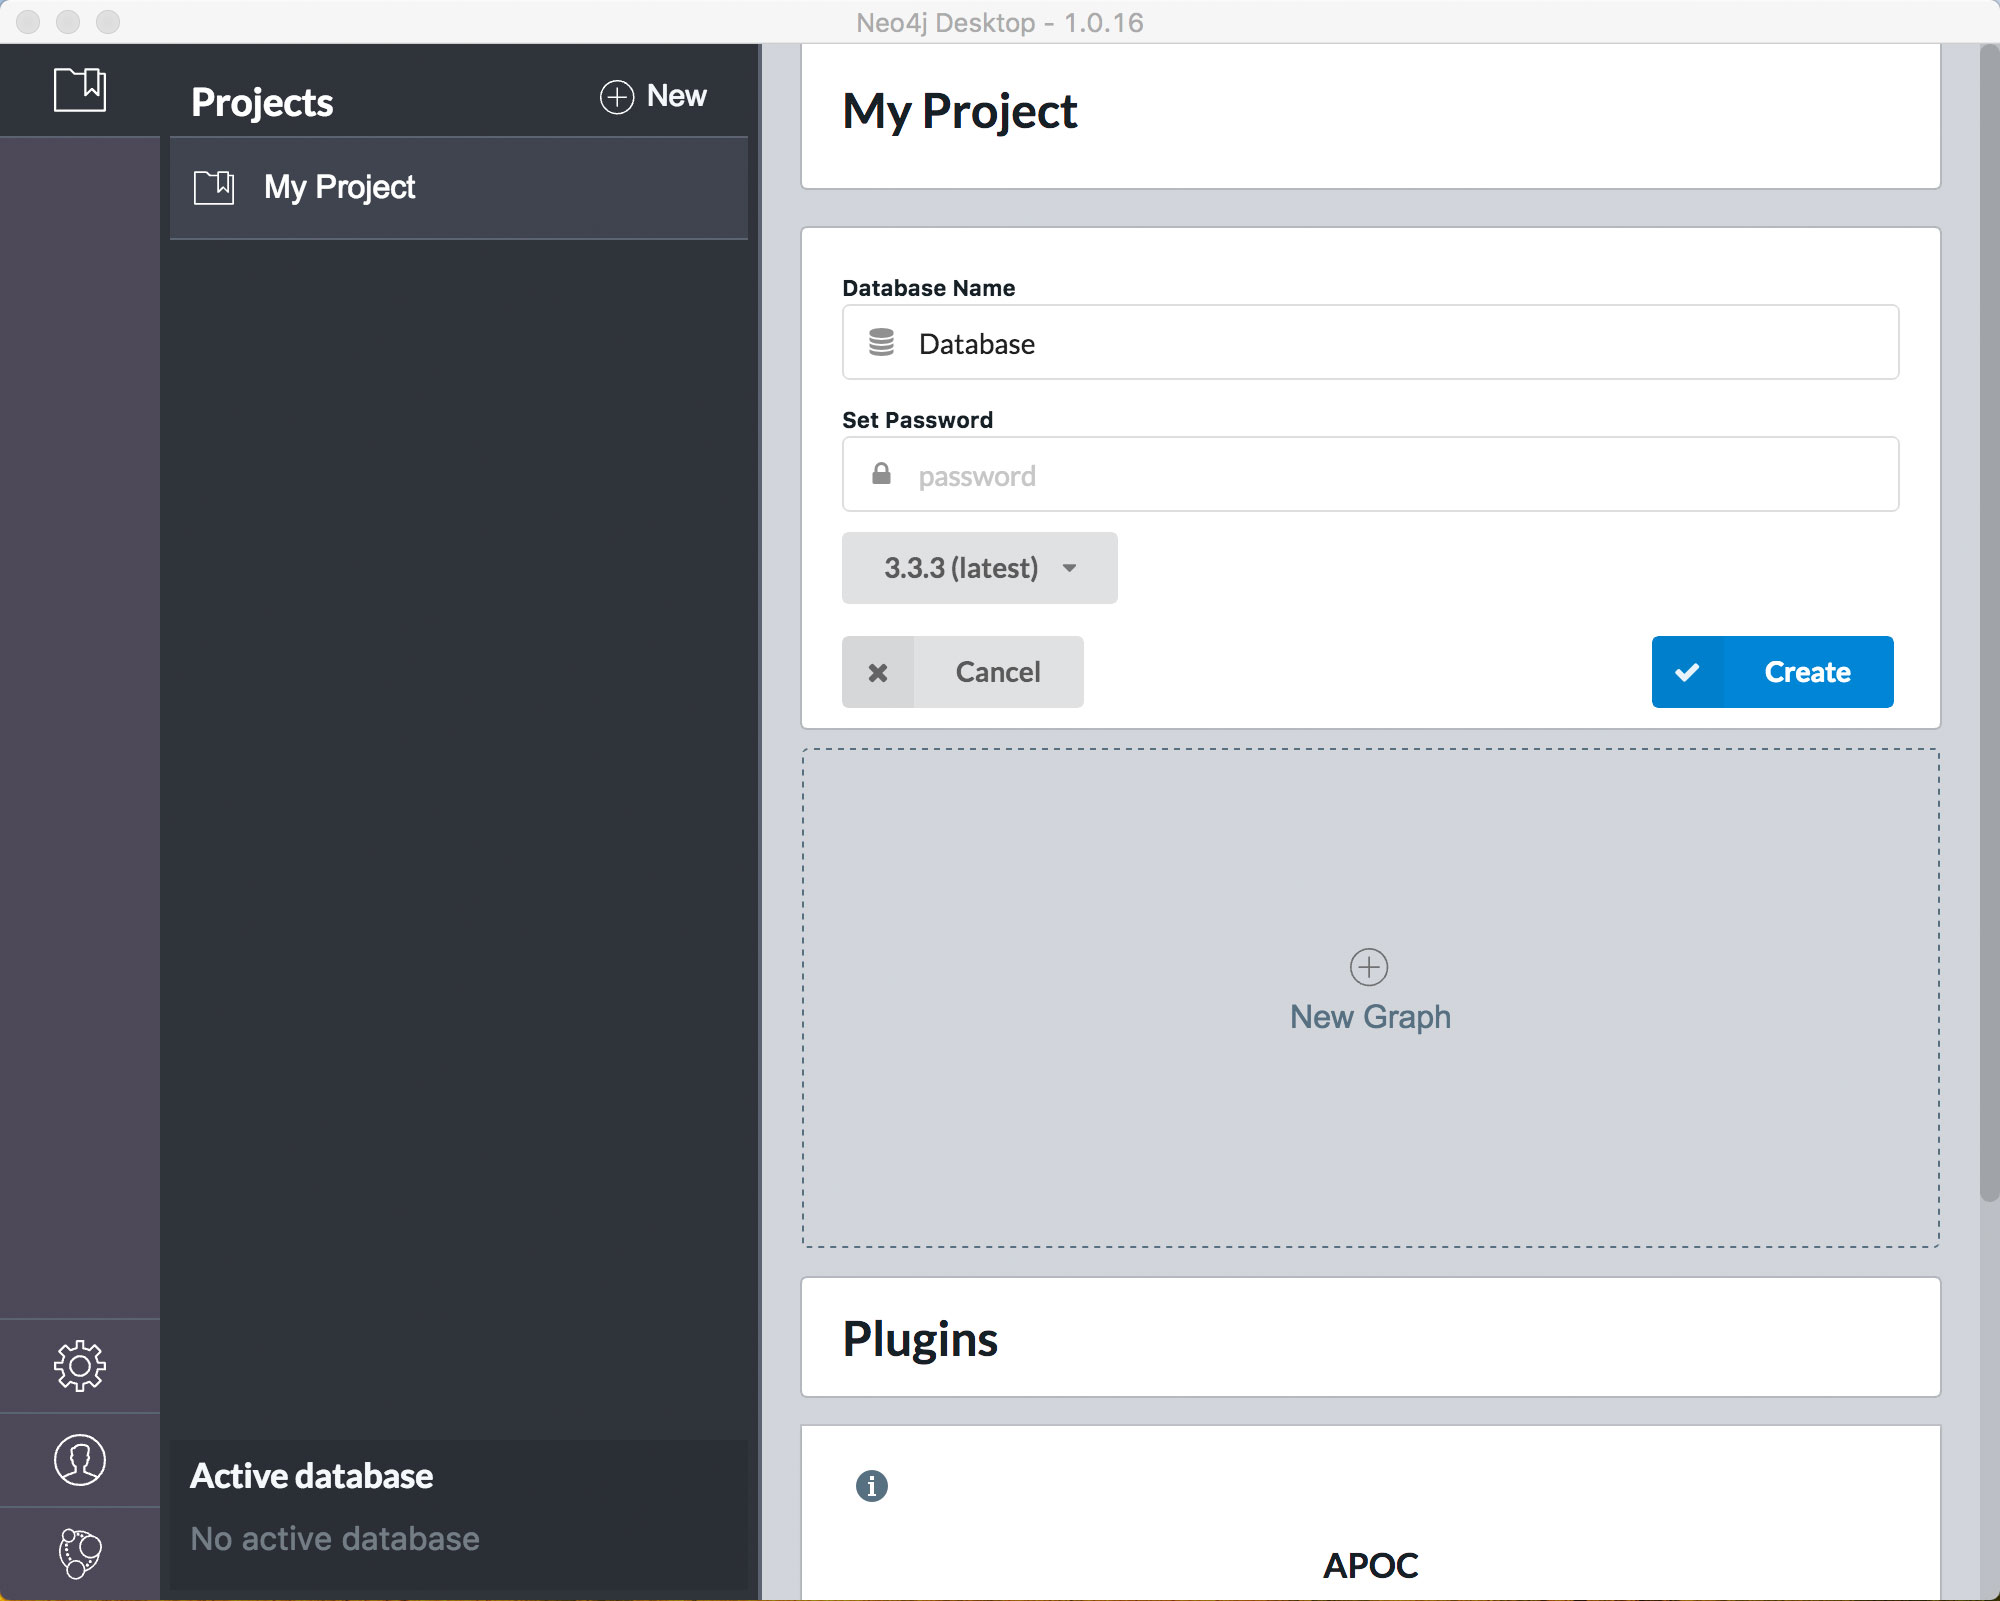 Neo4j Desktop - 1.0.16
Projects
New
My Project
Active database
No active database
My Project
Database Name
Database
Set Password
password
3.3.3 (latest)
Cancel
Create
New Graph
Plugins
APOC